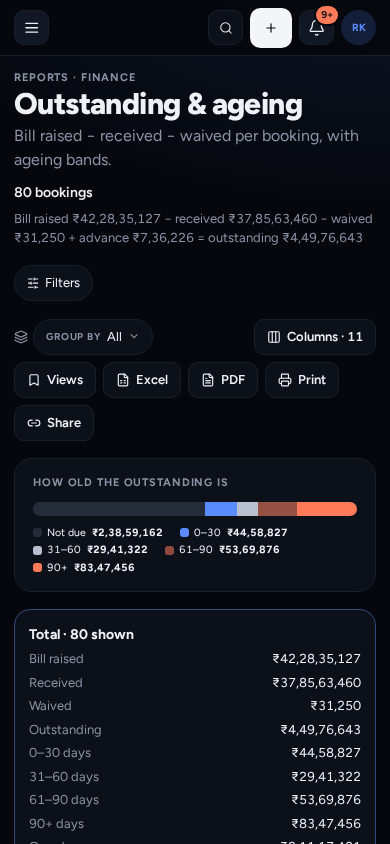 9+
RK
REPORTS · FINANCE
Outstanding & ageing
Bill raised − received − waived per booking, with
ageing bands.
80 bookings
Bill raised ₹42,28,35,127 − received ₹37,85,63,460 − waived
₹31,250 + advance ₹7,36,226 = outstanding ₹4,49,76,643
Filters
GROUP BY All
Columns · 11
Views
Excel
PDF
Print
Share
HOW OLD THE OUTSTANDING IS
Not due ₹2,38,59,162 0–30 ₹44,58,827
31–60 ₹29,41,322 61–90 ₹53,69,876
90+ ₹83,47,456
Total · 80 shown
Bill raised ₹42,28,35,127
Received ₹37,85,63,460
Waived ₹31,250
Outstanding ₹4,49,76,643
0–30 days ₹44,58,827
31–60 days ₹29,41,322
61–90 days ₹53,69,876
90+ days ₹83,47,456